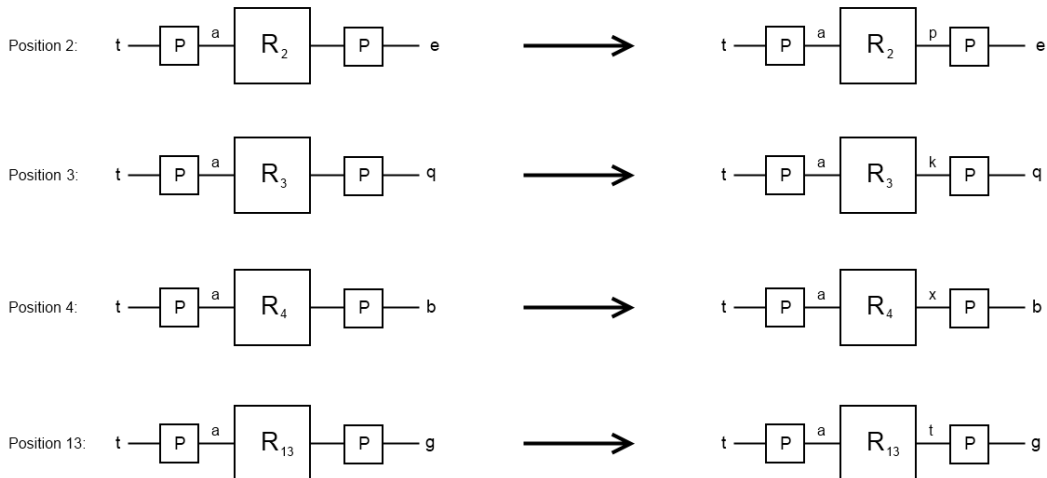 Position 2: t P a R2 P e t P a R2 p P e
Position 3: t P a R3 P q t P a R3 k P q
Position 4: t P a R4 P b t P a R4 x P b
Position 13: t P a R13 P g t P a R13 t P g